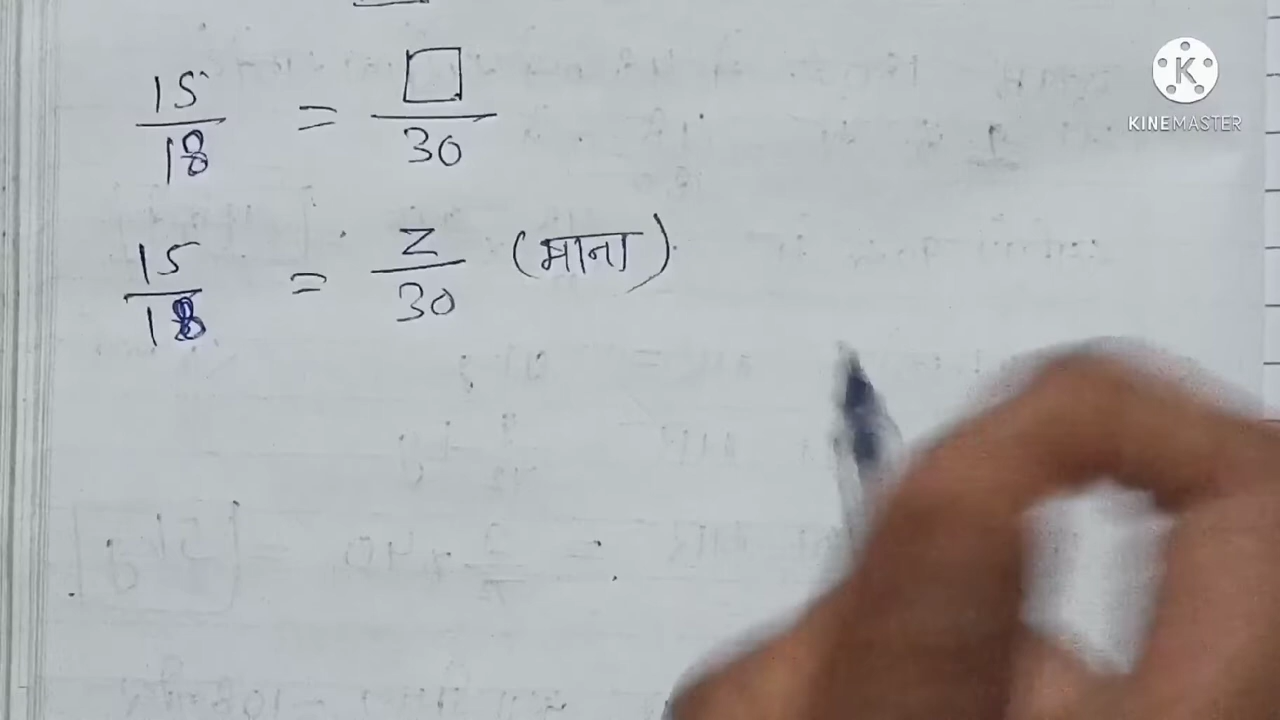 15/18 = □/30
15/18 = z/30 (माना)
KINEMASTER